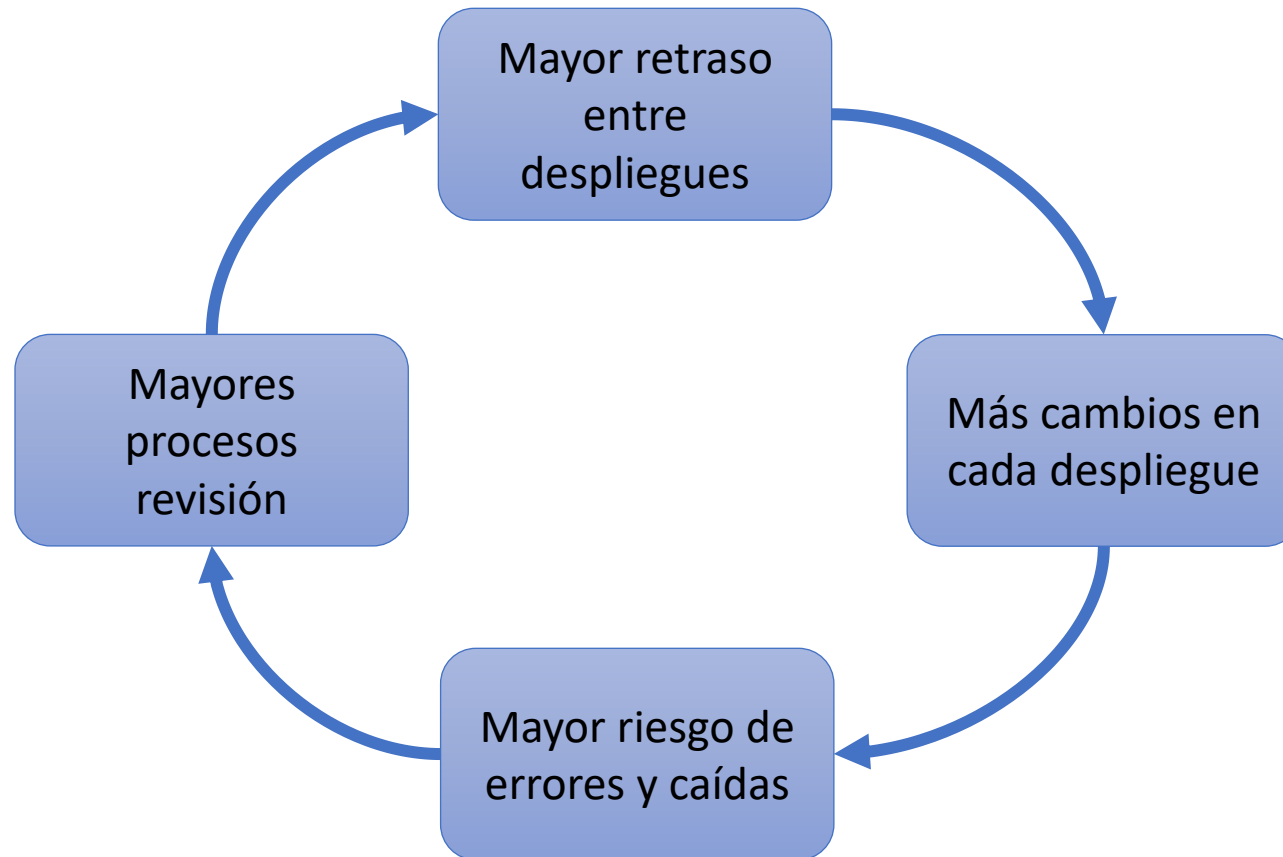 Mayor retraso
entre
despliegues
Más cambios en
cada despliegue
Mayor riesgo de
errores y caídas
Mayores
procesos
revisión